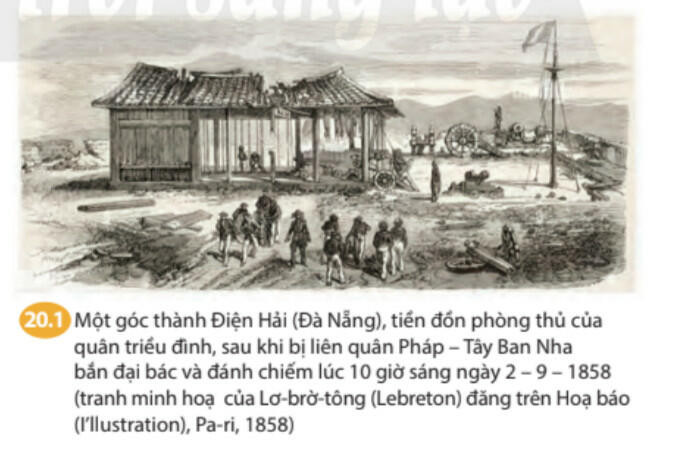 20.1 Một góc thành Điện Hải (Đà Nẵng), tiền đồn phòng thủ của
quân triều đình, sau khi bị liên quân Pháp – Tây Ban Nha
bắn đại bác và đánh chiếm lúc 10 giờ sáng ngày 2 – 9 – 1858
(tranh minh hoạ của Lơ-brờ-tông (Lebreton) đăng trên Hoạ báo
(I’llustration), Pa-ri, 1858)